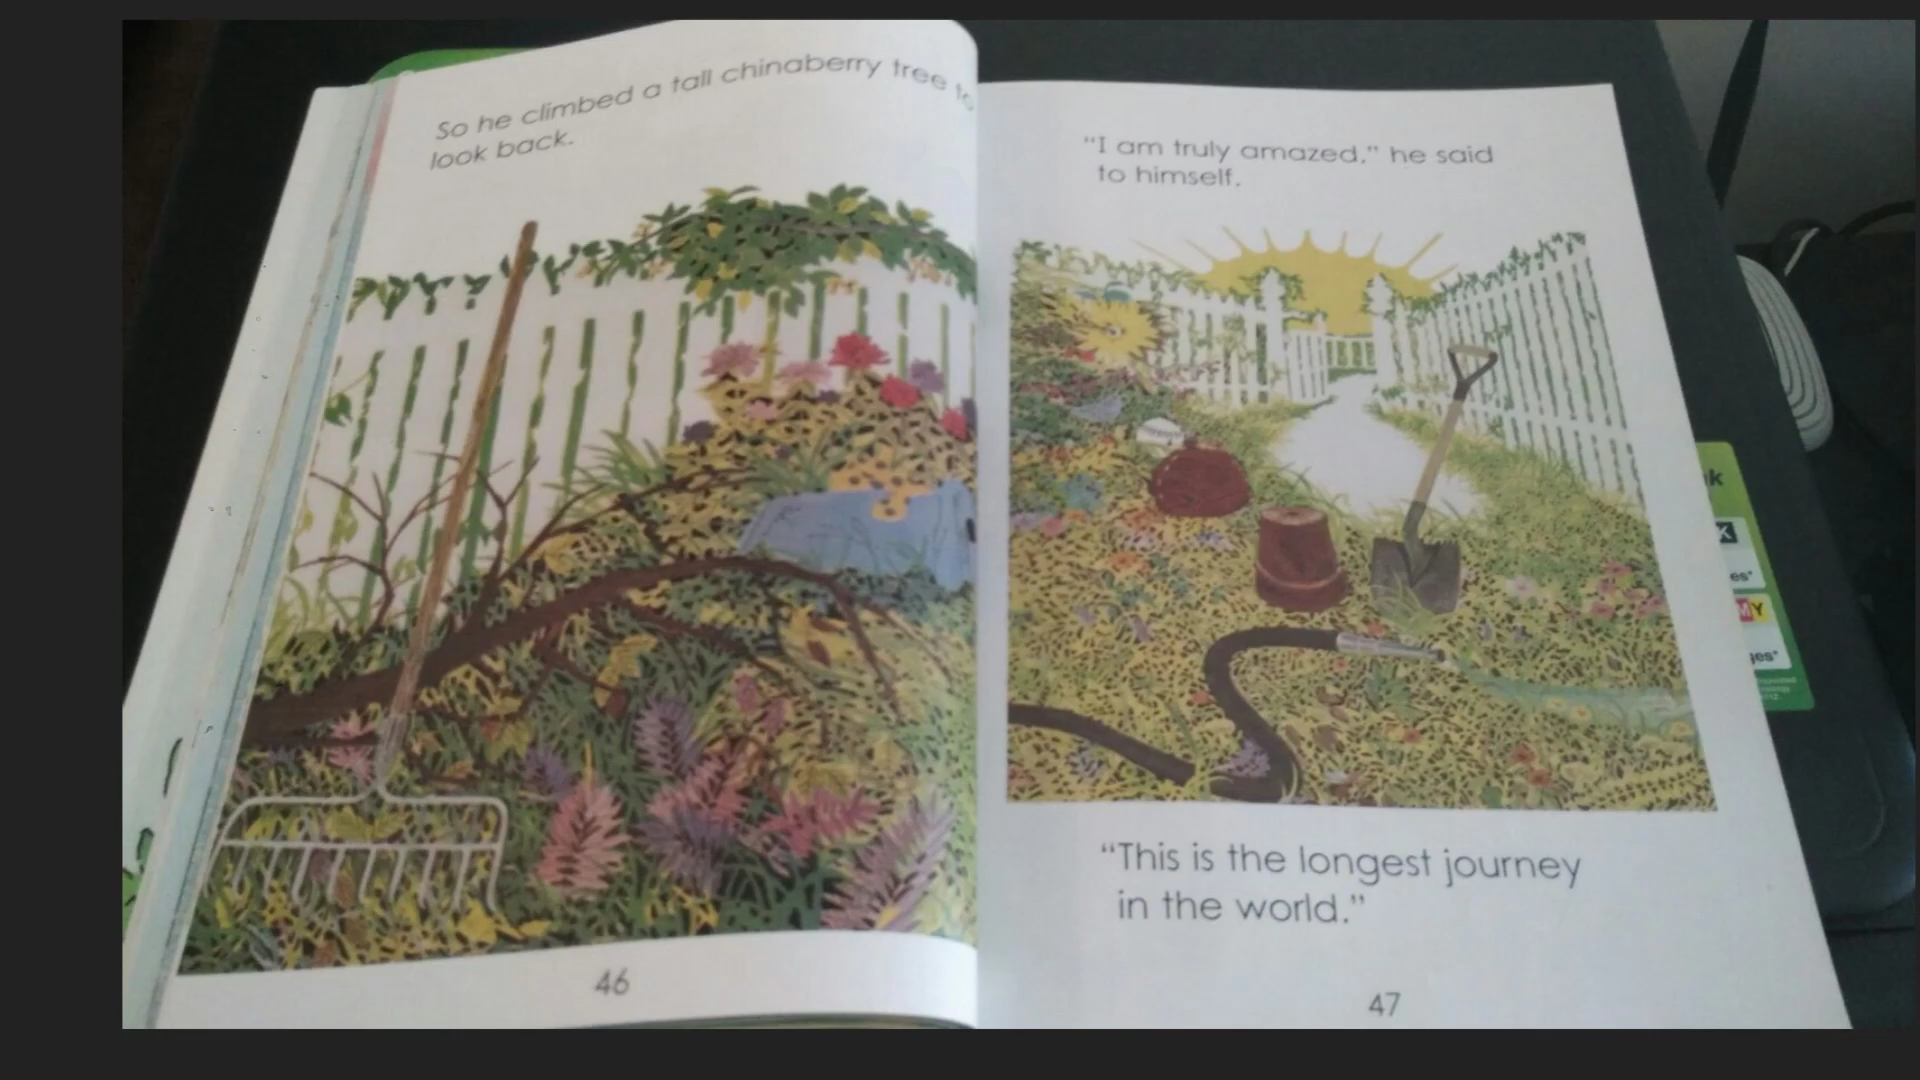 So he climbed a tall chinaberry tree to
look back.
46
"I am truly amazed," he said
to himself.
"This is the longest journey
in the world."
47